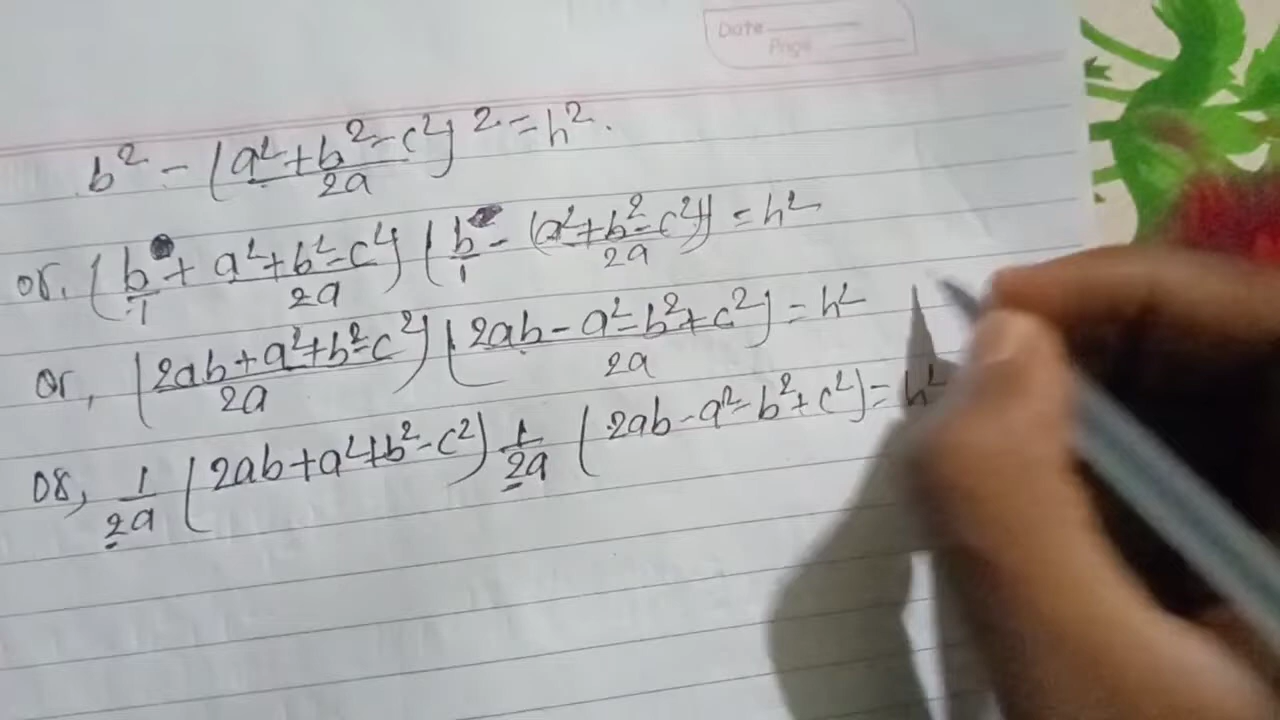 Date
Page
b² - (a²+b²-c²/2a)² = h².
or, (b/1 + a²+b²-c²/2a) (b/1 - (a²+b²-c²)/2a) = h²
or, (2ab+a²+b²-c²/2a) (2ab-a²-b²+c²/2a) = h²
or, 1/2a (2ab+a²+b²-c²) 1/2a (2ab-a²-b²+c²) = h²